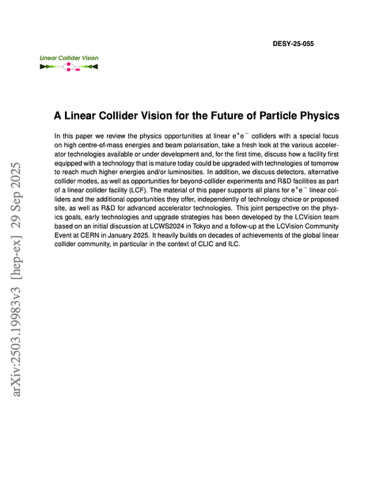 DESY-25-055
Linear Collider Vision
A Linear Collider Vision for the Future of Particle Physics
In this paper we review the physics opportunities at linear e⁺e⁻ colliders with a special focus
on high centre-of-mass energies and beam polarisation, take a fresh look at the various acceler-
ator technologies available or under development and, for the first time, discuss how a facility first
equipped with a technology that is mature today could be upgraded with technologies of tomorrow
to reach much higher energies and/or luminosities. In addition, we discuss detectors, alternative
collider modes, as well as opportunities for beyond-collider experiments and R&D facilities as part
of a linear collider facility (LCF). The material of this paper supports all plans for e⁺e⁻ linear col-
liders and the additional opportunities they offer, independently of technology choice or proposed
site, as well as R&D for advanced accelerator technologies. This joint perspective on the phys-
ics goals, early technologies and upgrade strategies has been developed by the LCVision team
based on an initial discussion at LCWS2024 in Tokyo and a follow-up at the LCVision Community
Event at CERN in January 2025. It heavily builds on decades of achievements of the global linear
collider community, in particular in the context of CLIC and ILC.
arXiv:2503.19983v3 [hep-ex] 29 Sep 2025